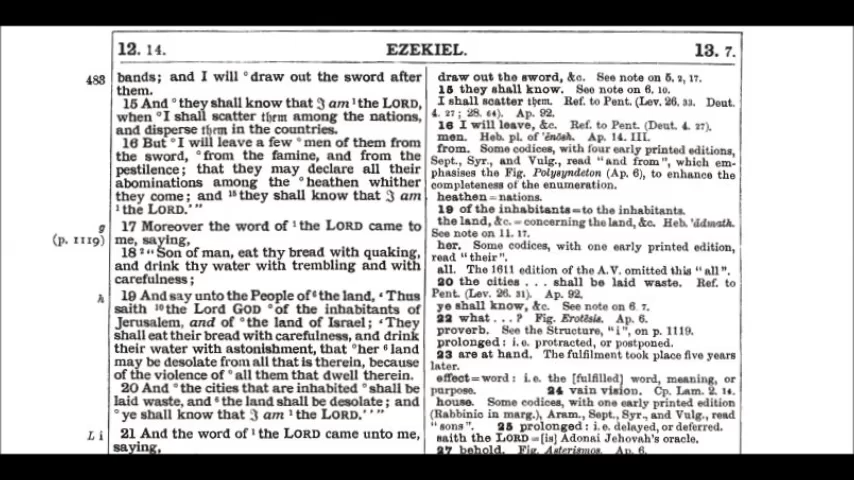 12. 14. EZEKIEL. 13. 7.
483
bands; and I will °draw out the sword after
them.
15 And °they shall know that ℑ am ¹the LORD,
when °I shall scatter them among the nations,
and disperse them in the countries.
16 But °I will leave a few °men of them from
the sword, °from the famine, and from the
pestilence; that they may declare all their
abominations among the °heathen whither
they come; and ¹⁵they shall know that ℑ am
¹the LORD.'"
g
(p. 1119)
17 Moreover the word of ¹the LORD came to
me, saying,
18 ²"Son of man, eat thy bread with quaking,
and drink thy water with trembling and with
carefulness;
h
19 And say unto the People of ⁶the land, 'Thus
saith ¹⁰the Lord GOD °of the inhabitants of
Jerusalem, and of °the land of Israel; 'They
shall eat their bread with carefulness, and drink
their water with astonishment, that °her ⁶land
may be desolate from all that is therein, because
of the violence of °all them that dwell therein.
20 And °the cities that are inhabited °shall be
laid waste, and ⁶the land shall be desolate; and
°ye shall know that ℑ am ¹the LORD.'"
L i
21 And the word of ¹the LORD came unto me,
saying,
draw out the sword, &c. See note on 5. 2, 17.
15 they shall know. See note on 6. 10.
I shall scatter them. Ref. to Pent. (Lev. 26. 33. Deut.
4. 27; 28. 64). Ap. 92.
16 I will leave, &c. Ref. to Pent. (Deut. 4. 27).
men. Heb. pl. of 'ĕnōsh. Ap. 14. III.
from. Some codices, with four early printed editions,
Sept., Syr., and Vulg., read "and from", which em-
phasises the Fig. Polysyndeton (Ap. 6), to enhance the
completeness of the enumeration.
heathen=nations.
19 of the inhabitants=to the inhabitants.
the land, &c.=concerning the land, &c. Heb. 'ădmath.
See note on 11. 17.
her. Some codices, with one early printed edition,
read "their".
all. The 1611 edition of the A.V. omitted this "all".
20 the cities . . . shall be laid waste. Ref. to
Pent. (Lev. 26. 31). Ap. 92.
ye shall know, &c. See note on 6. 7.
22 what . . . ? Fig. Erotēsis. Ap. 6.
proverb. See the Structure, "i", on p. 1119.
prolonged: i.e. protracted, or postponed.
23 are at hand. The fulfilment took place five years
later.
effect=word: i.e. the [fulfilled] word, meaning, or
purpose. 24 vain vision. Cp. Lam. 2. 14.
house. Some codices, with one early printed edition
(Rabbinic in marg.), Aram., Sept., Syr., and Vulg., read
"sons". 25 prolonged: i.e. delayed, or deferred.
saith the LORD=[is] Adonai Jehovah's oracle.
27 behold. Fig. Asterismos. Ap. 6.